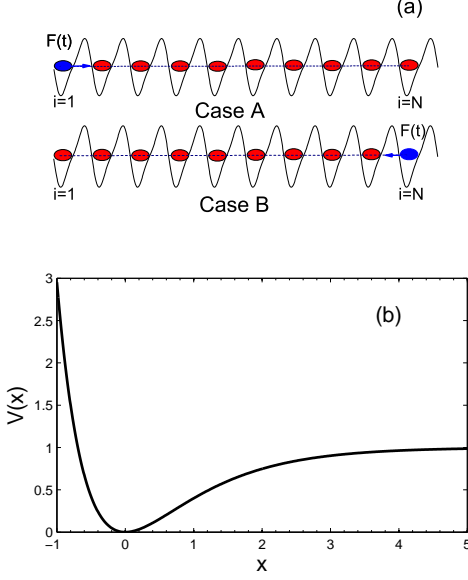 (a)
F(t)
i=1
Case A
i=N
F(t)
i=1
Case B
i=N
(b)
V(x)
3
2.5
2
1.5
1
0.5
0
−1 0 1 2 3 4 5
x